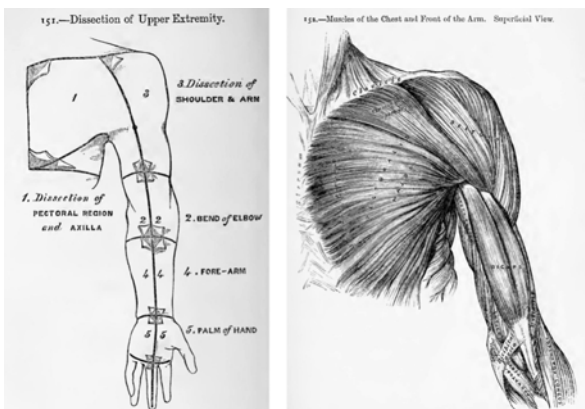 151.—Dissection of Upper Extremity.
1
3
3. Dissection of
SHOULDER & ARM
1. Dissection of
PECTORAL REGION
and AXILLA
2 2
2. BEND of ELBOW
4 4
4. FORE-ARM
5 5
5. PALM of HAND
152.—Muscles of the Chest and Front of the Arm. Superficial View.
BICEPS